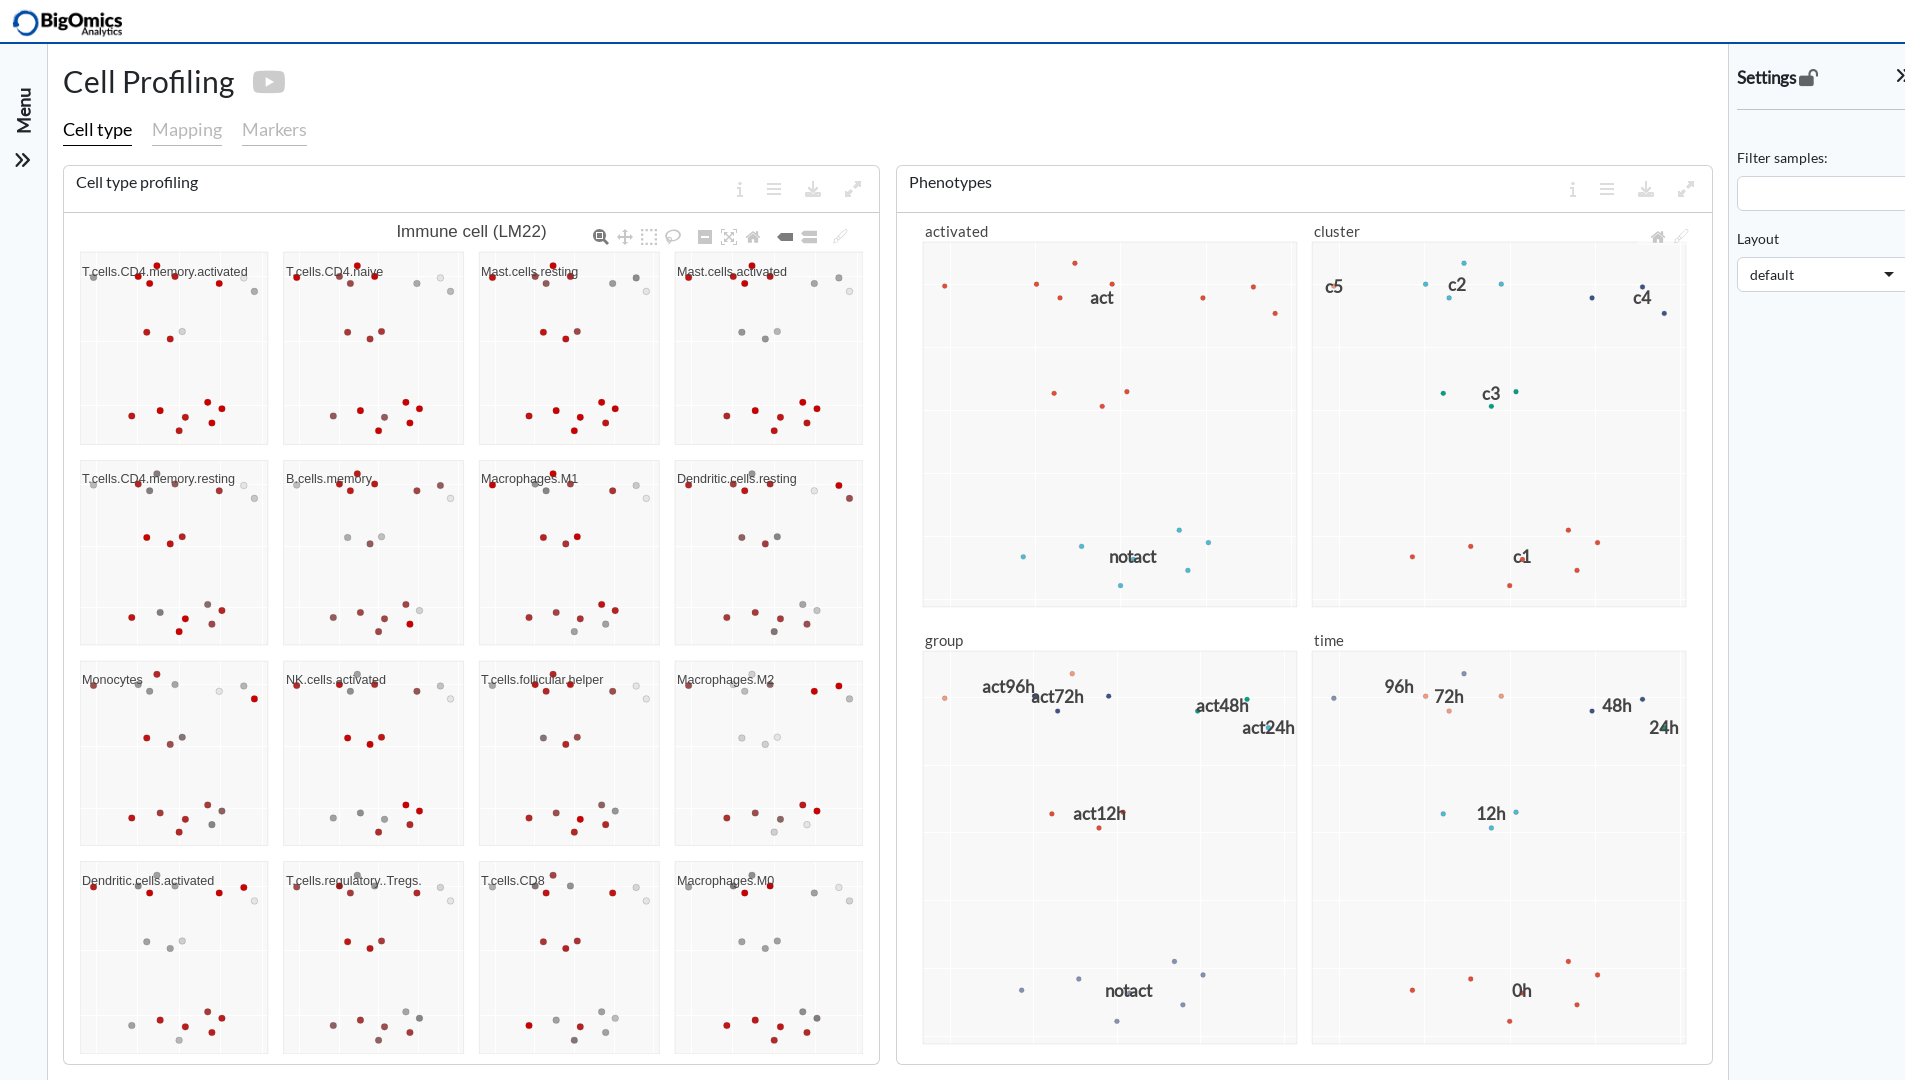 BigOmics
Analytics
Menu
Cell Profiling
Cell type Mapping Markers
Settings
Filter samples:
Layout
default
Cell type profiling
Immune cell (LM22)
T.cells.CD4.memory.activated T.cells.CD4.naive Mast.cells.resting Mast.cells.activated
T.cells.CD4.memory.resting B.cells.memory Macrophages.M1 Dendritic.cells.resting
Monocytes NK.cells.activated T.cells.follicular.helper Macrophages.M2
Dendritic.cells.activated T.cells.regulatory..Tregs. T.cells.CD8 Macrophages.M0
Phenotypes
activated
act
notact
cluster
c5 c2 c4
c3
c1
group
act96h act72h act48h
act24h
act12h
notact
time
96h 72h 48h
24h
12h
0h